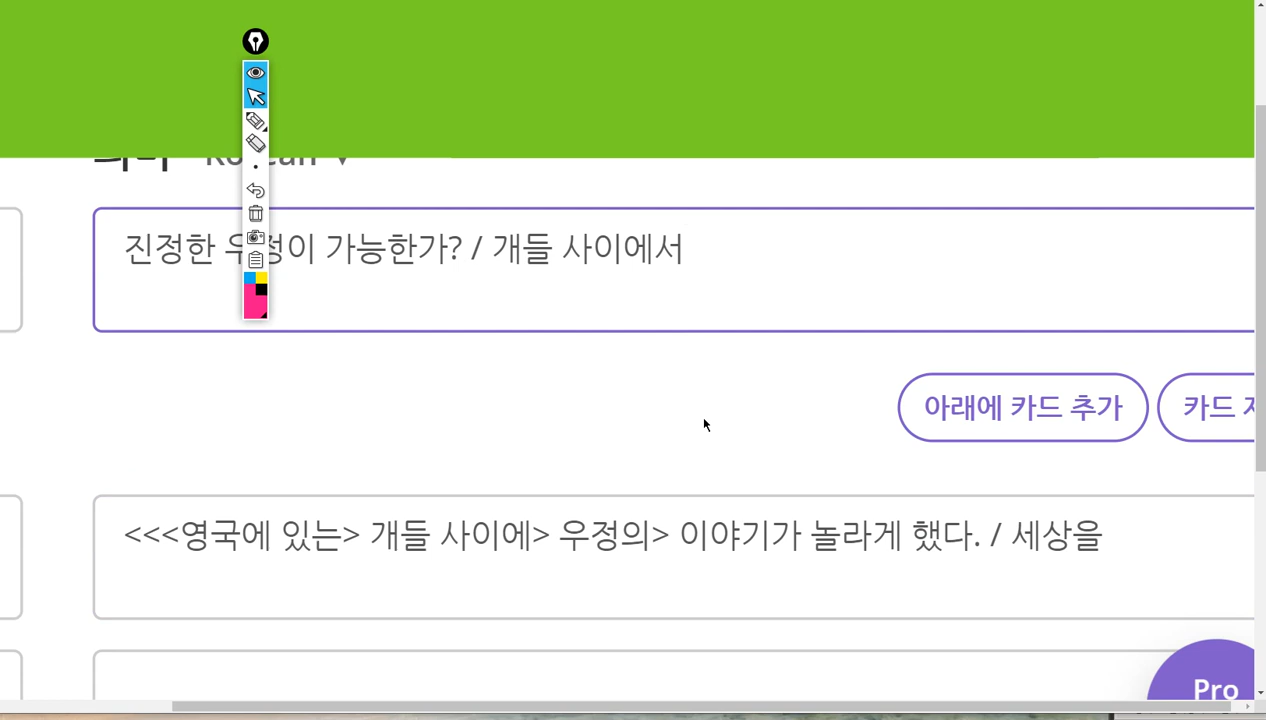 진정한 우정이 가능한가? / 개들 사이에서
아래에 카드 추가
카드
<<<영국에 있는> 개들 사이에> 우정의> 이야기가 놀라게 했다. / 세상을
Pro